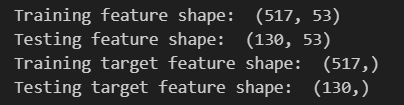 Training feature shape:  (517, 53)
Testing feature shape:  (130, 53)
Training target feature shape:  (517,)
Testing target feature shape:  (130,)